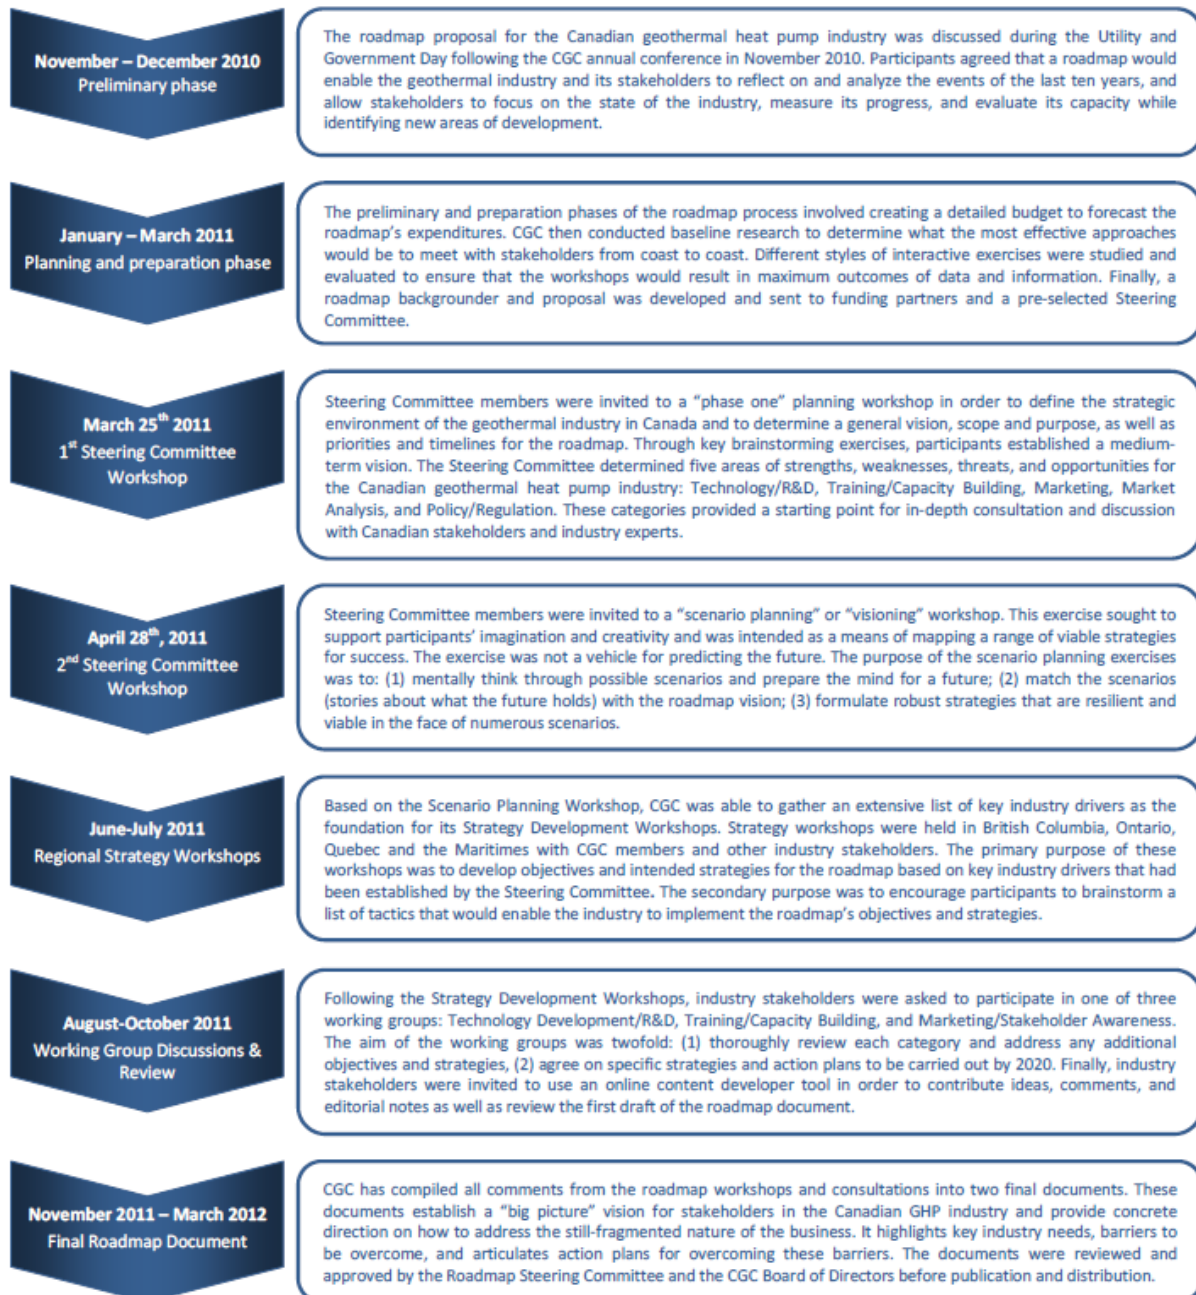 November – December 2010
Preliminary phase
The roadmap proposal for the Canadian geothermal heat pump industry was discussed during the Utility and
Government Day following the CGC annual conference in November 2010. Participants agreed that a roadmap would
enable the geothermal industry and its stakeholders to reflect on and analyze the events of the last ten years, and
allow stakeholders to focus on the state of the industry, measure its progress, and evaluate its capacity while
identifying new areas of development.
January – March 2011
Planning and preparation phase
The preliminary and preparation phases of the roadmap process involved creating a detailed budget to forecast the
roadmap's expenditures. CGC then conducted baseline research to determine what the most effective approaches
would be to meet with stakeholders from coast to coast. Different styles of interactive exercises were studied and
evaluated to ensure that the workshops would result in maximum outcomes of data and information. Finally, a
roadmap backgrounder and proposal was developed and sent to funding partners and a pre-selected Steering
Committee.
March 25th 2011
1st Steering Committee
Workshop
Steering Committee members were invited to a “phase one” planning workshop in order to define the strategic
environment of the geothermal industry in Canada and to determine a general vision, scope and purpose, as well as
priorities and timelines for the roadmap. Through key brainstorming exercises, participants established a medium-
term vision. The Steering Committee determined five areas of strengths, weaknesses, threats, and opportunities for
the Canadian geothermal heat pump industry: Technology/R&D, Training/Capacity Building, Marketing, Market
Analysis, and Policy/Regulation. These categories provided a starting point for in-depth consultation and discussion
with Canadian stakeholders and industry experts.
April 28th, 2011
2nd Steering Committee
Workshop
Steering Committee members were invited to a “scenario planning” or “visioning” workshop. This exercise sought to
support participants' imagination and creativity and was intended as a means of mapping a range of viable strategies
for success. The exercise was not a vehicle for predicting the future. The purpose of the scenario planning exercises
was to: (1) mentally think through possible scenarios and prepare the mind for a future; (2) match the scenarios
(stories about what the future holds) with the roadmap vision; (3) formulate robust strategies that are resilient and
viable in the face of numerous scenarios.
June-July 2011
Regional Strategy Workshops
Based on the Scenario Planning Workshop, CGC was able to gather an extensive list of key industry drivers as the
foundation for its Strategy Development Workshops. Strategy workshops were held in British Columbia, Ontario,
Quebec and the Maritimes with CGC members and other industry stakeholders. The primary purpose of these
workshops was to develop objectives and intended strategies for the roadmap based on key industry drivers that had
been established by the Steering Committee. The secondary purpose was to encourage participants to brainstorm a
list of tactics that would enable the industry to implement the roadmap's objectives and strategies.
August-October 2011
Working Group Discussions &
Review
Following the Strategy Development Workshops, industry stakeholders were asked to participate in one of three
working groups: Technology Development/R&D, Training/Capacity Building, and Marketing/Stakeholder Awareness.
The aim of the working groups was twofold: (1) thoroughly review each category and address any additional
objectives and strategies, (2) agree on specific strategies and action plans to be carried out by 2020. Finally, industry
stakeholders were invited to use an online content developer tool in order to contribute ideas, comments, and
editorial notes as well as review the first draft of the roadmap document.
November 2011 – March 2012
Final Roadmap Document
CGC has compiled all comments from the roadmap workshops and consultations into two final documents. These
documents establish a “big picture” vision for stakeholders in the Canadian GHP industry and provide concrete
direction on how to address the still-fragmented nature of the business. It highlights key industry needs, barriers to
be overcome, and articulates action plans for overcoming these barriers. The documents were reviewed and
approved by the Roadmap Steering Committee and the CGC Board of Directors before publication and distribution.